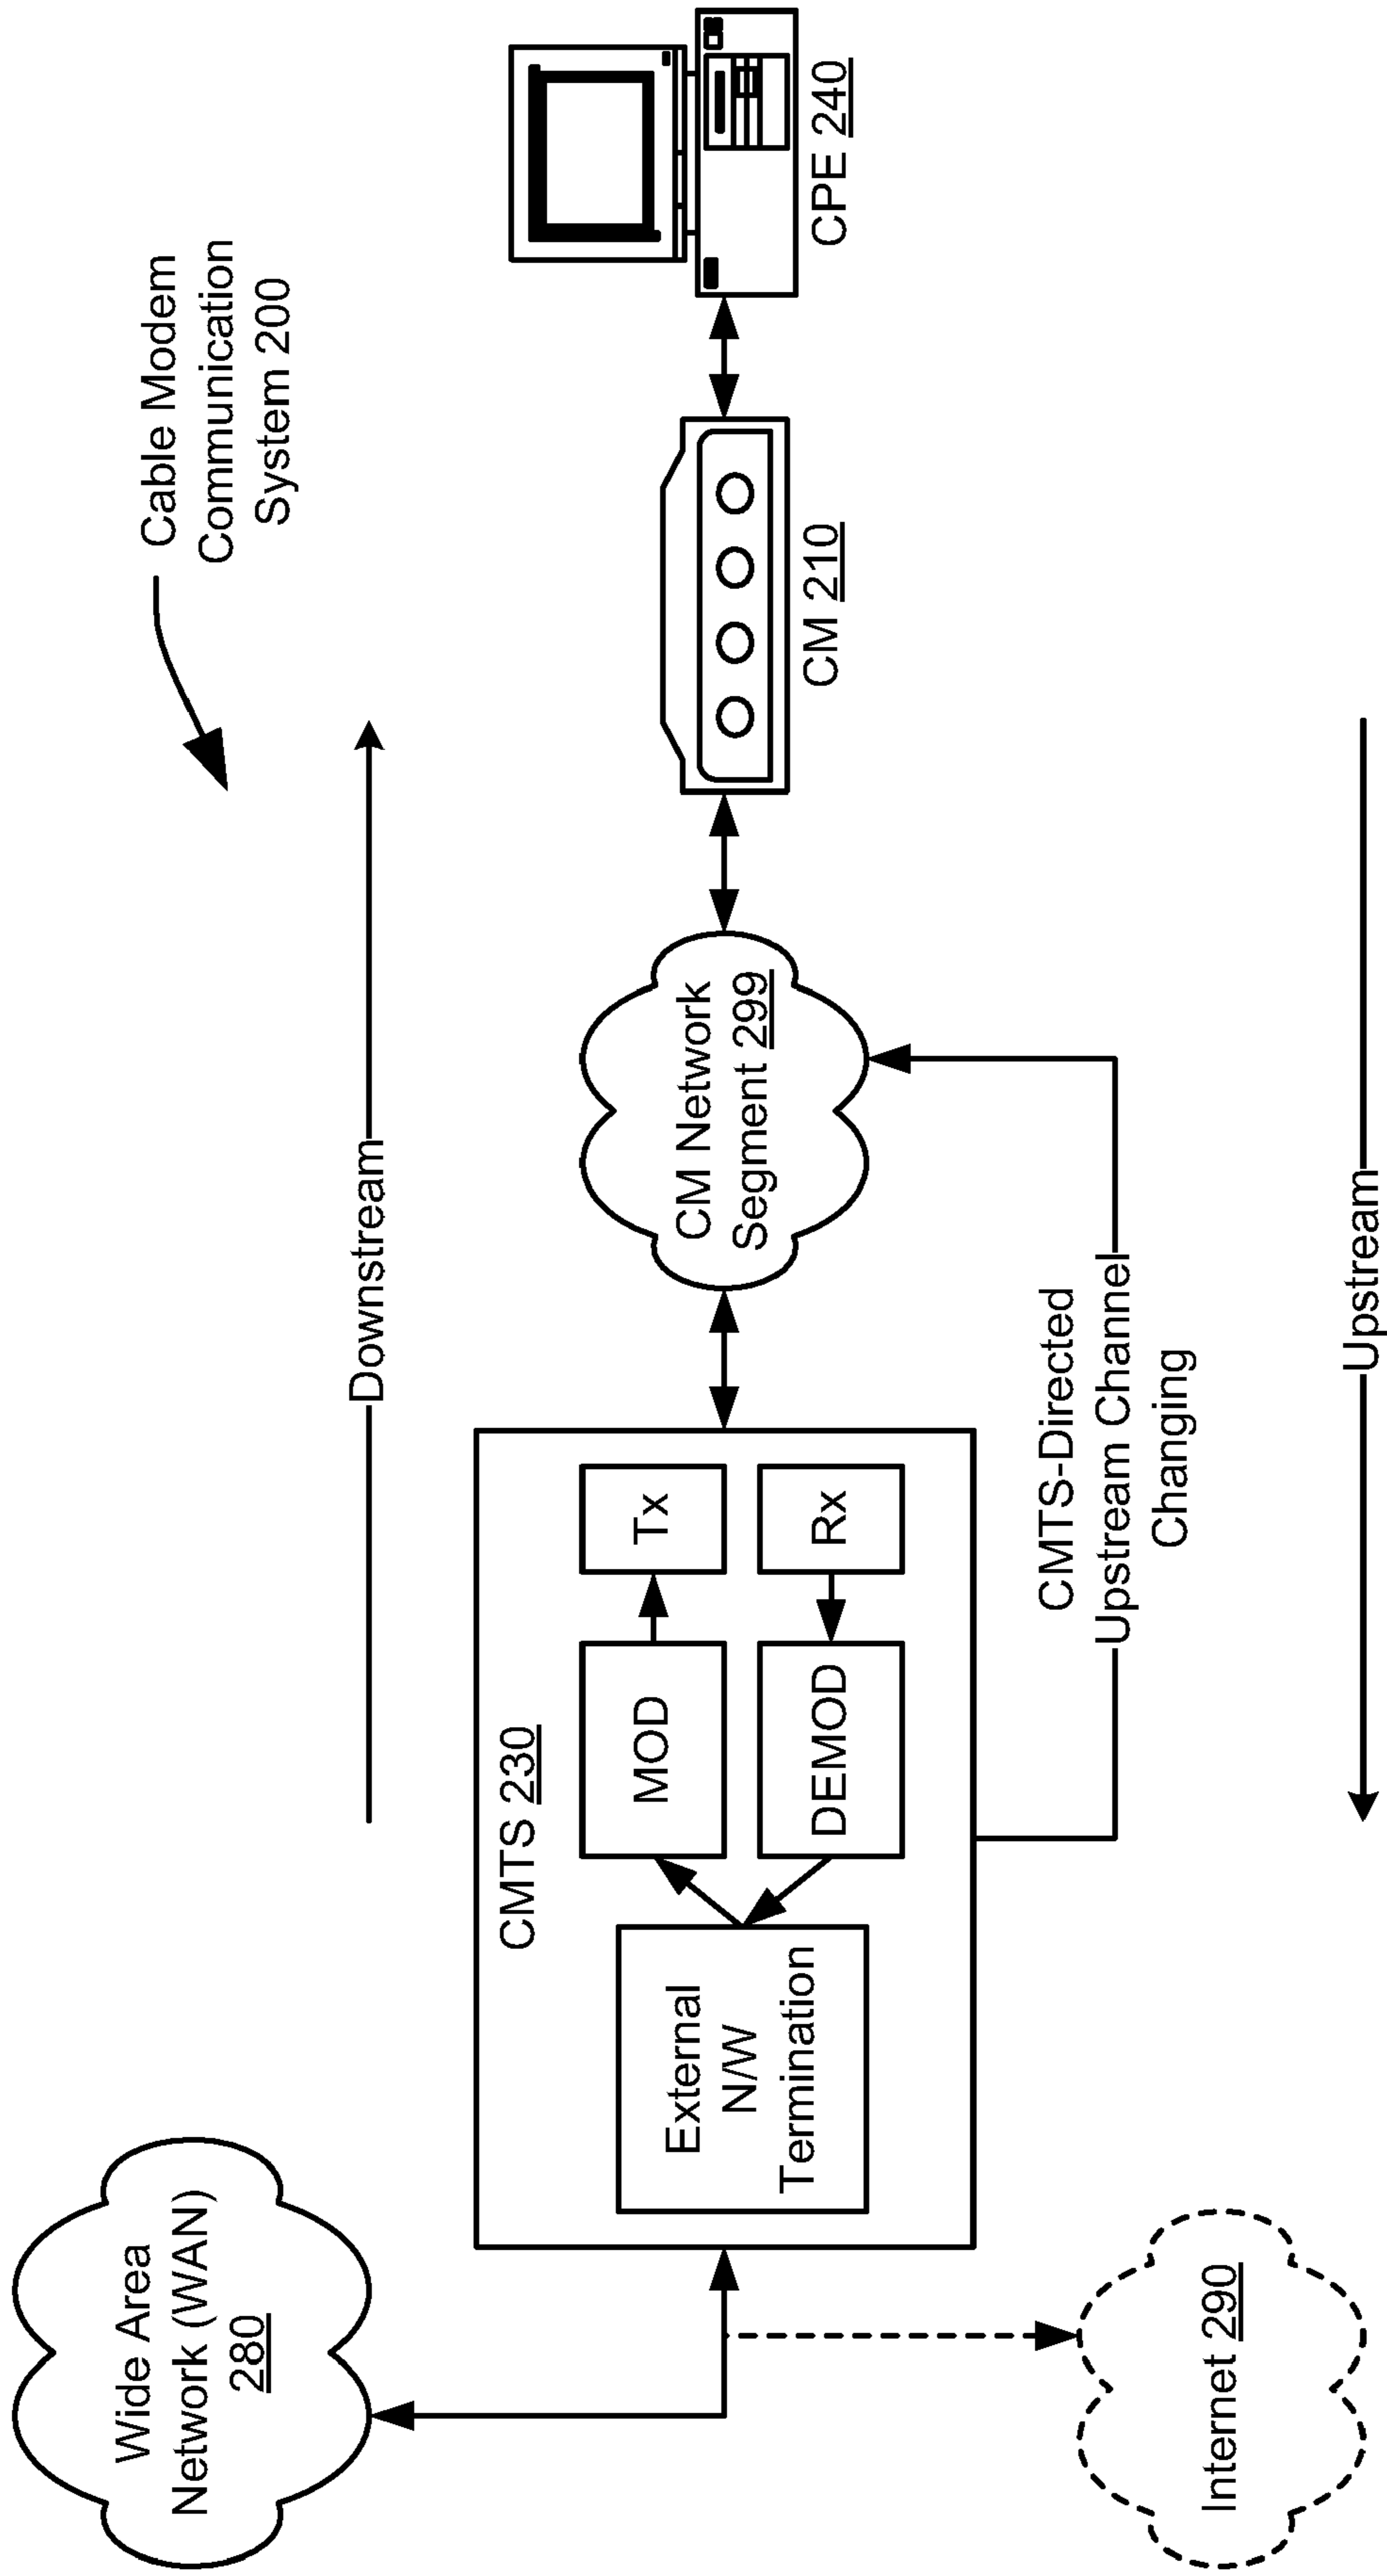 Cable Modem
Communication
System 200
Downstream
Wide Area
Network (WAN)
280
CMTS 230
External
N/W
Termination
MOD
Tx
DEMOD
Rx
CM Network
Segment 299
CM 210
CPE 240
CMTS-Directed
Upstream Channel
Changing
Internet 290
Upstream